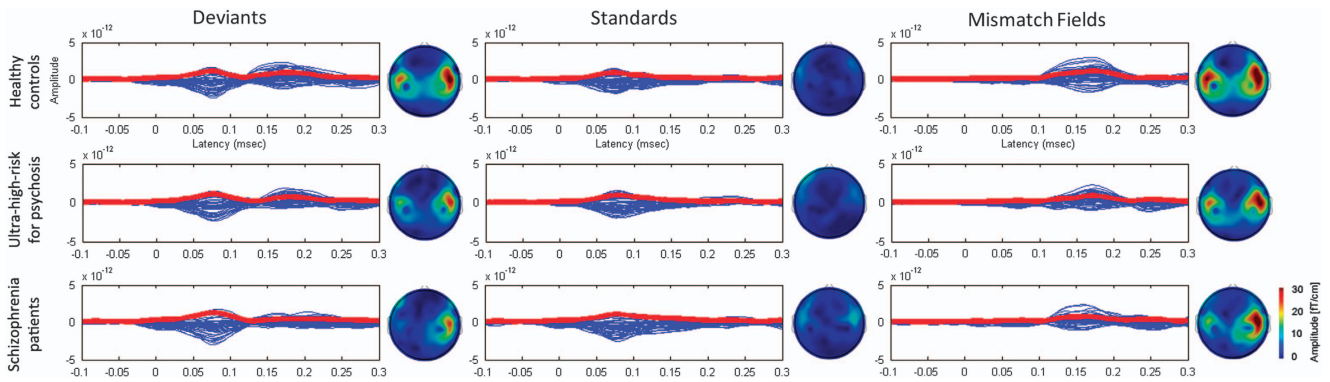 Deviants Standards Mismatch Fields
Healthy controls
Amplitude
5 x 10-12
0
-5
-0.1 -0.05 0 0.05 0.1 0.15 0.2 0.25 0.3
Latency (msec)
5 x 10-12
0
-5
-0.1 -0.05 0 0.05 0.1 0.15 0.2 0.25 0.3
Latency (msec)
5 x 10-12
0
-5
-0.1 -0.05 0 0.05 0.1 0.15 0.2 0.25 0.3
Latency (msec)
Ultra-high-risk
for psychosis
5 x 10-12
0
-5
-0.1 -0.05 0 0.05 0.1 0.15 0.2 0.25 0.3
5 x 10-12
0
-5
-0.1 -0.05 0 0.05 0.1 0.15 0.2 0.25 0.3
5 x 10-12
0
-5
-0.1 -0.05 0 0.05 0.1 0.15 0.2 0.25 0.3
Schizophrenia
patients
5 x 10-12
0
-5
-0.1 -0.05 0 0.05 0.1 0.15 0.2 0.25 0.3
5 x 10-12
0
-5
-0.1 -0.05 0 0.05 0.1 0.15 0.2 0.25 0.3
5 x 10-12
0
-5
-0.1 -0.05 0 0.05 0.1 0.15 0.2 0.25 0.3
30
20
10
0
Amplitude [fT/cm]